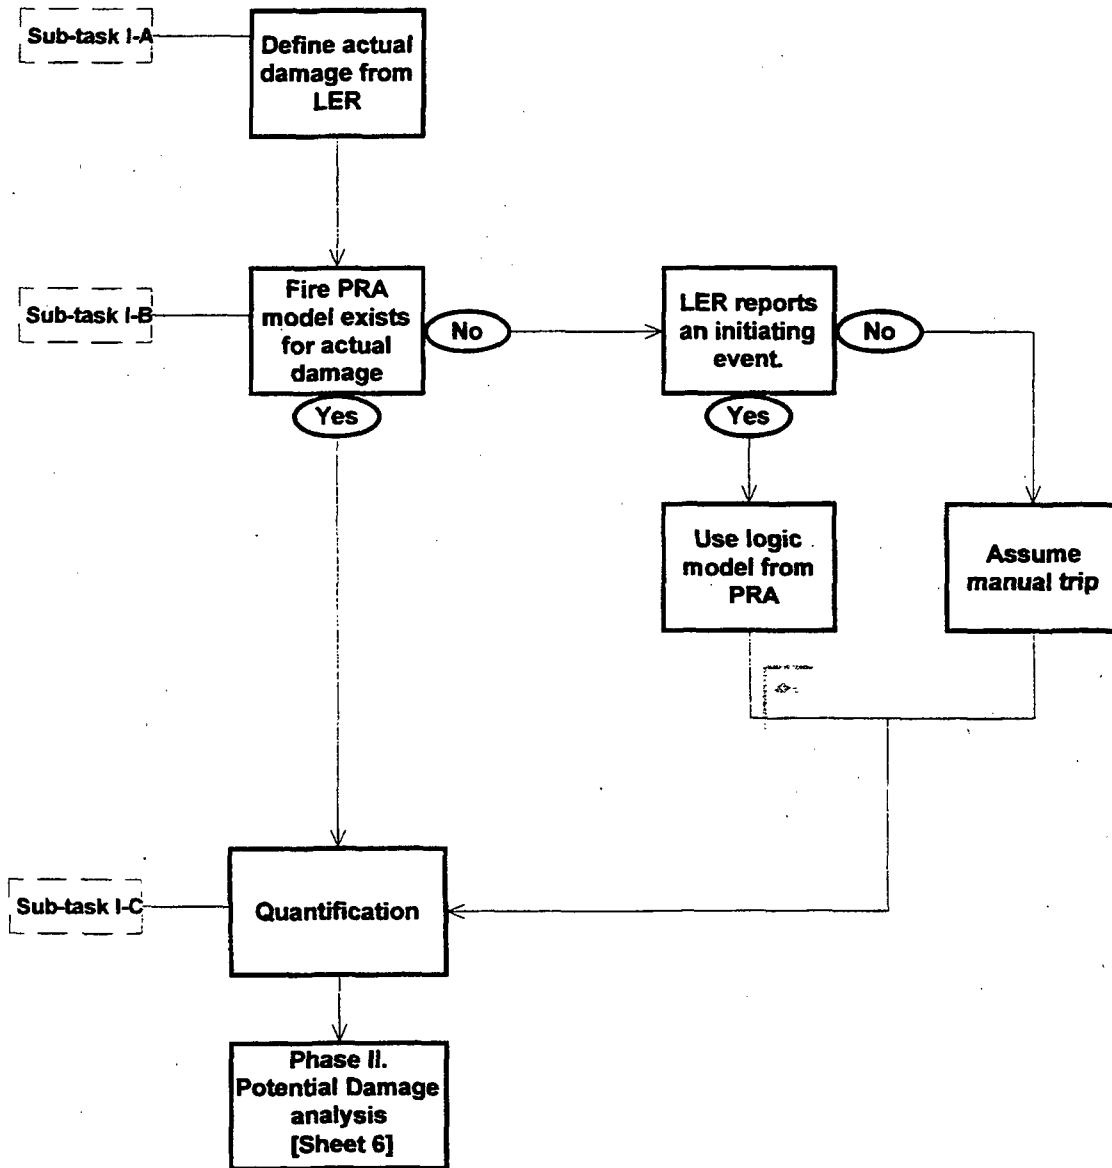 Sub-task I-A
Define actual
damage from
LER
Sub-task I-B
Fire PRA
model exists
for actual
damage
No
LER reports
an initiating
event.
No
Yes
Yes
Use logic
model from
PRA
Assume
manual trip
Sub-task I-C
Quantification
Phase II.
Potential Damage
analysis
[Sheet 6]